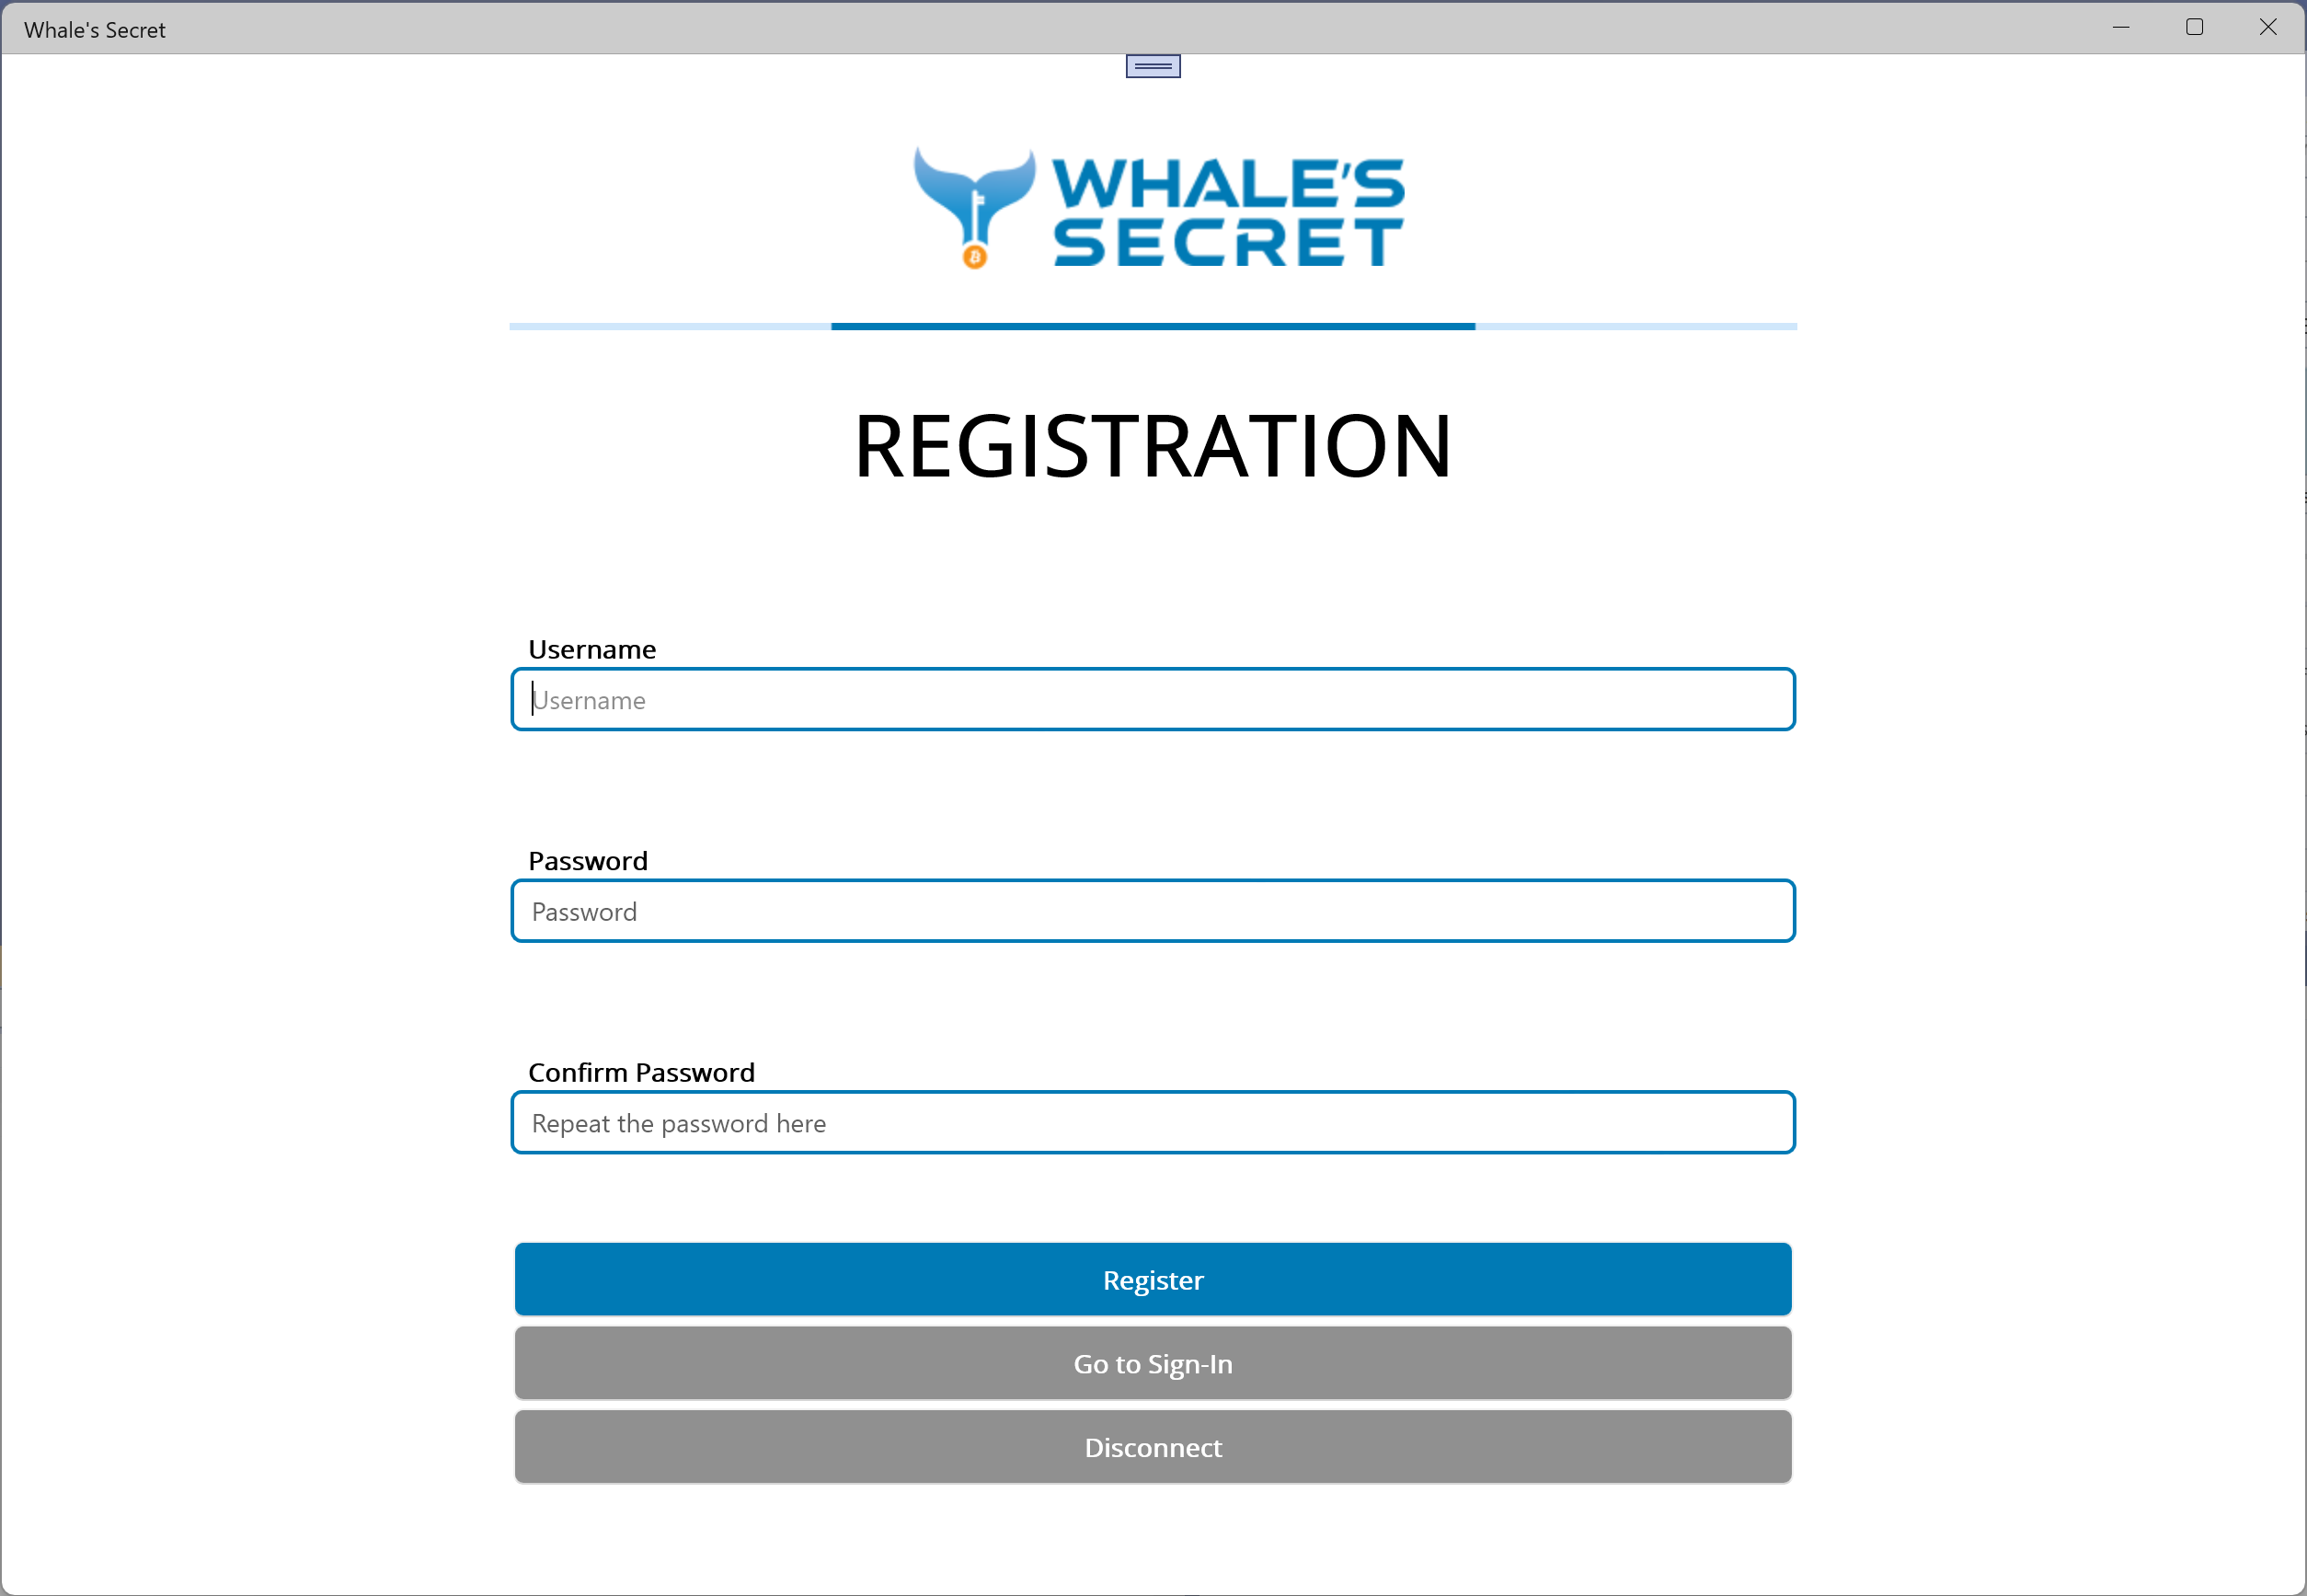 Whale's Secret
WHALE'S
SECRET
REGISTRATION
Username
Username
Password
Password
Confirm Password
Repeat the password here
Register
Go to Sign-In
Disconnect